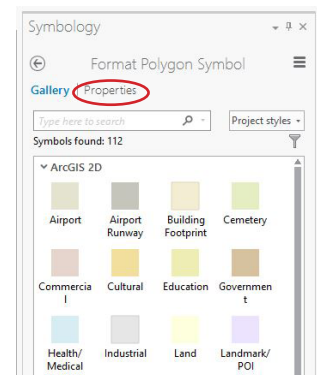 Symbology
Format Polygon Symbol
Gallery Properties
Type here to search Project styles
Symbols found: 112
ArcGIS 2D
Airport Airport Runway Building Footprint Cemetery
Commercia
l Cultural Education Governmen
t
Health/
Medical Industrial Land Landmark/
POI